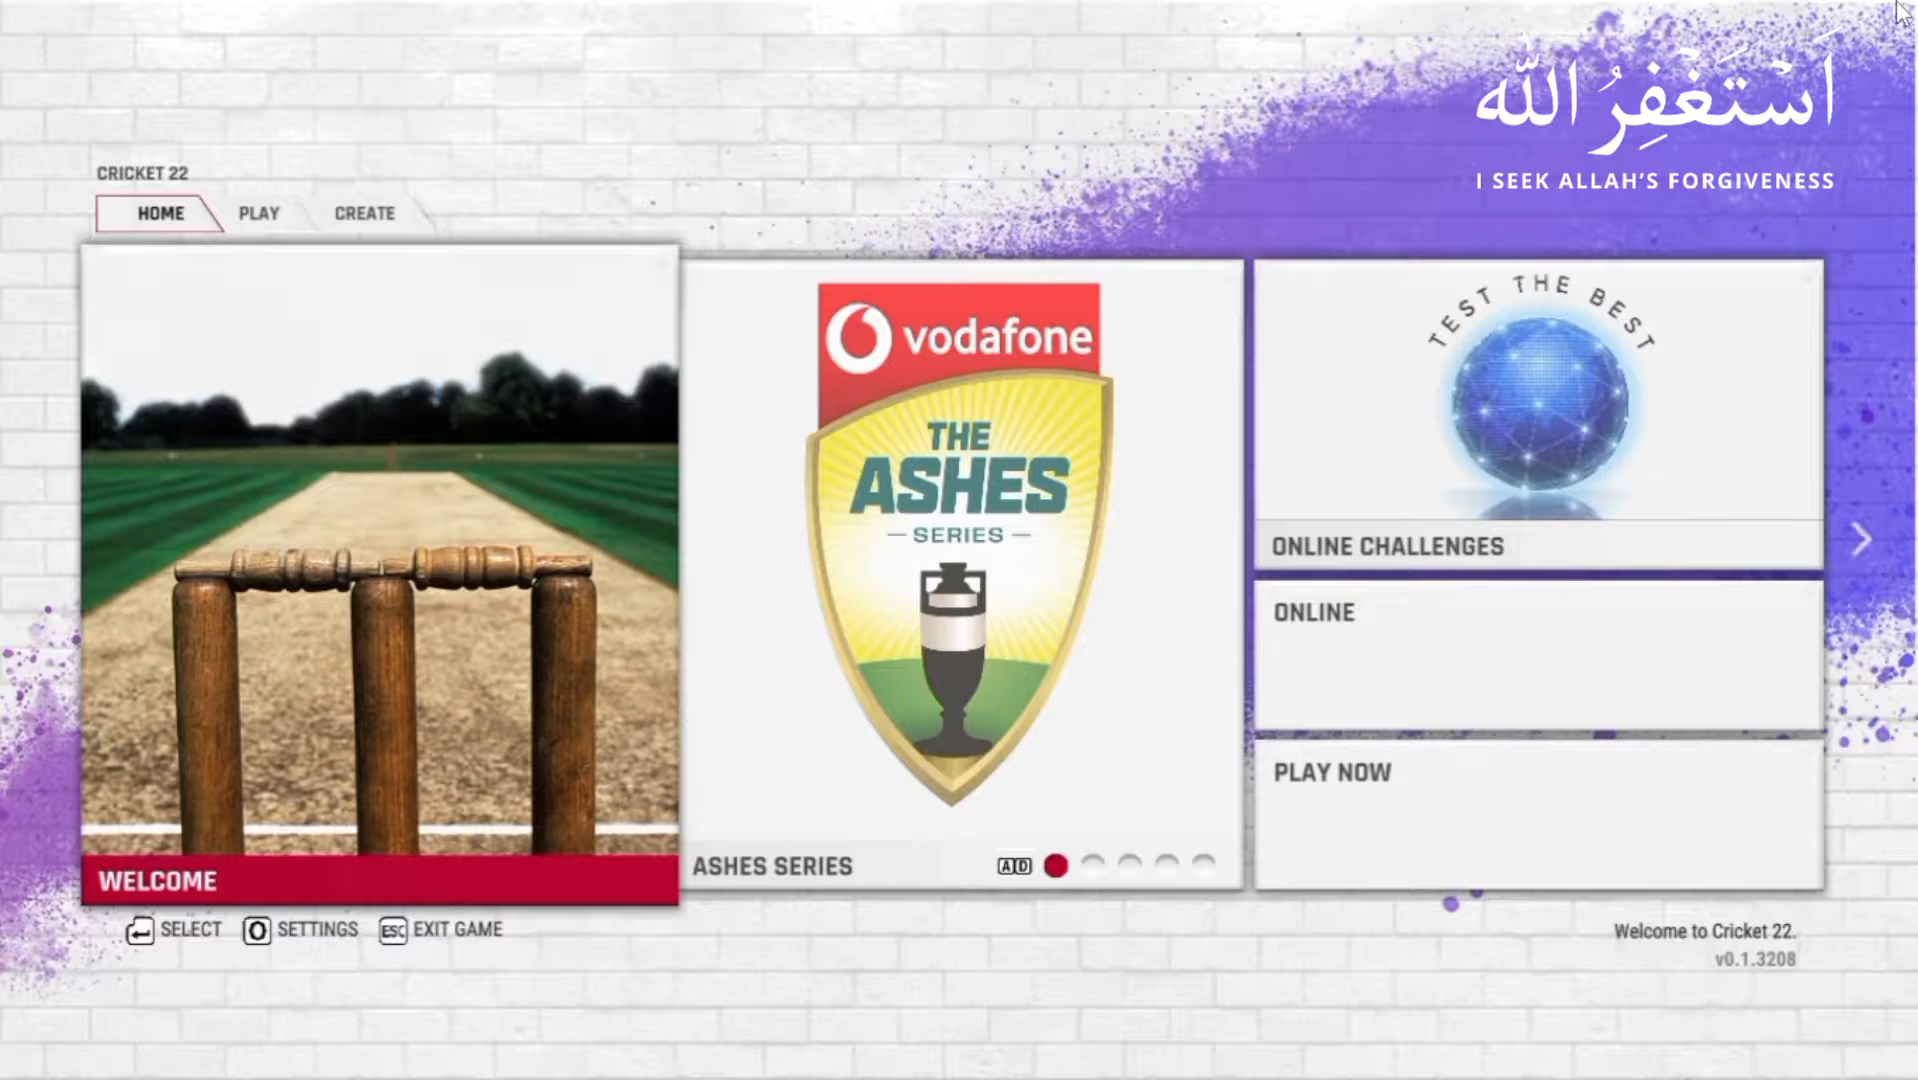 اَسْتَغْفِرُ اللّٰه
I SEEK ALLAH'S FORGIVENESS
CRICKET 22
HOME
PLAY
CREATE
vodafone
THE
ASHES
SERIES
TEST THE BEST
ONLINE CHALLENGES
ONLINE
PLAY NOW
WELCOME
ASHES SERIES
A D
SELECT
O SETTINGS
ESC EXIT GAME
Welcome to Cricket 22.
v0.1.3208